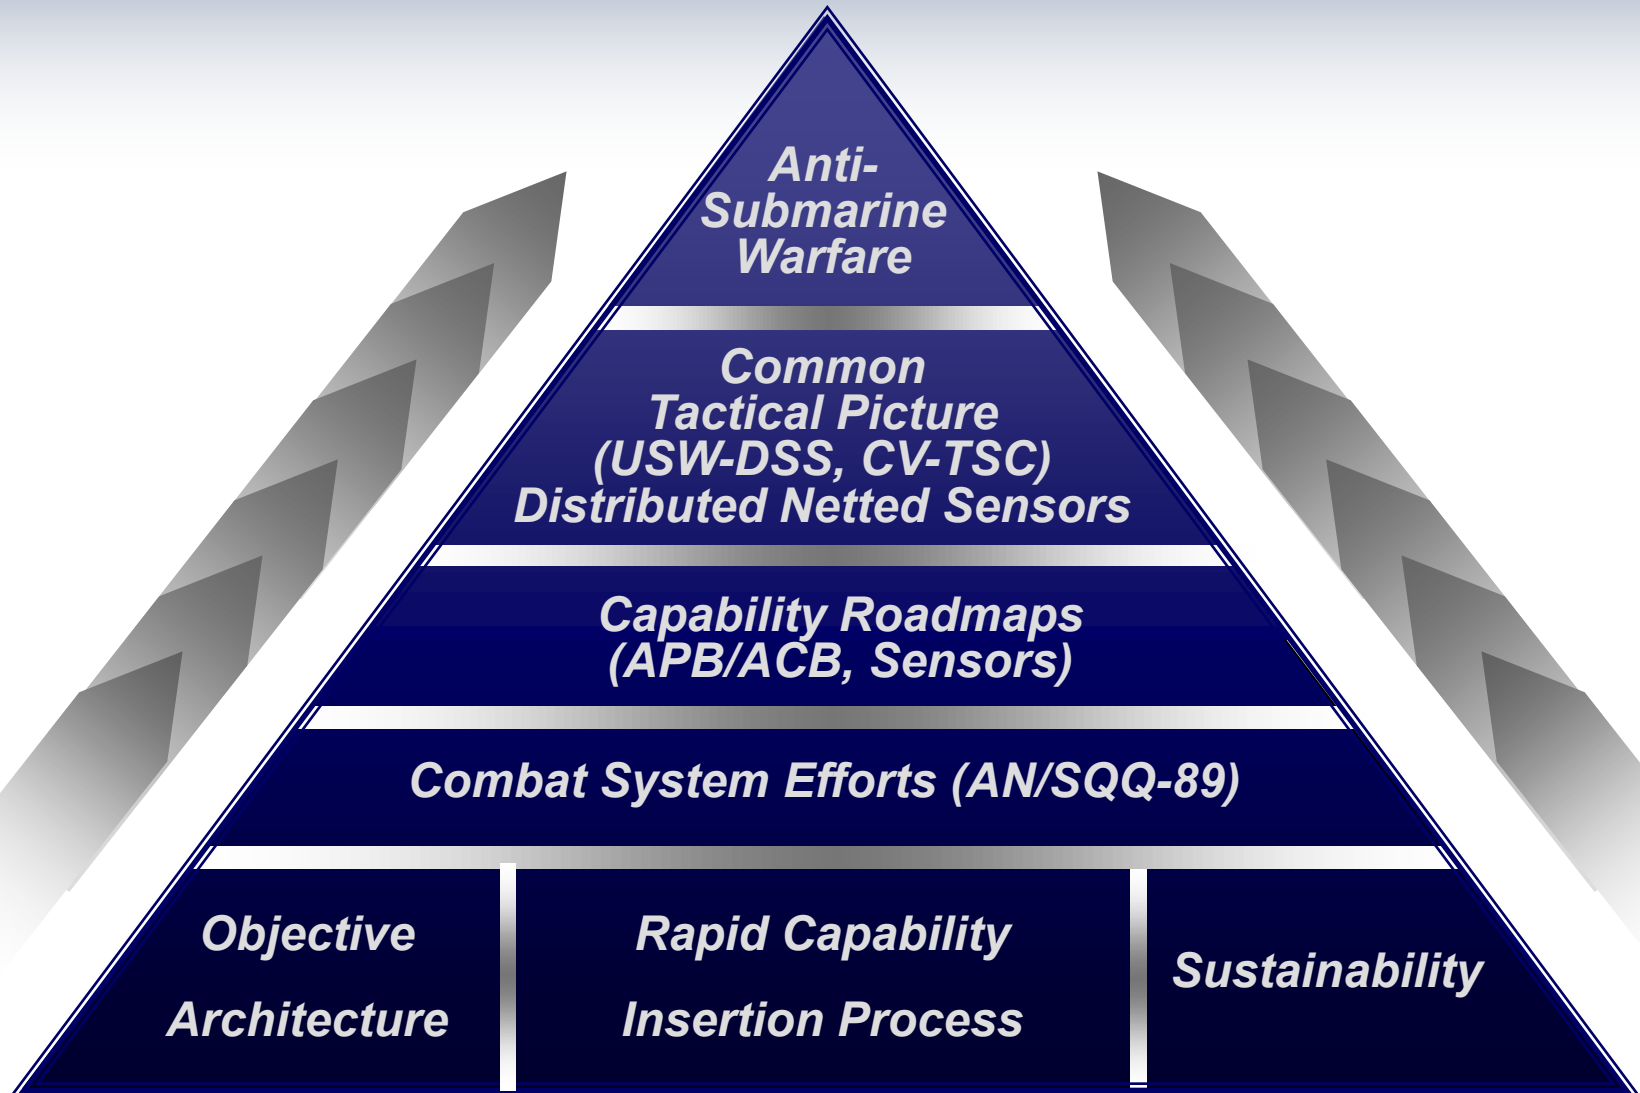 Anti-
Submarine
Warfare
Common
Tactical Picture
(USW-DSS, CV-TSC)
Distributed Netted Sensors
Capability Roadmaps
(APB/ACB, Sensors)
Combat System Efforts (AN/SQQ-89)
Objective
Architecture
Rapid Capability
Insertion Process
Sustainability